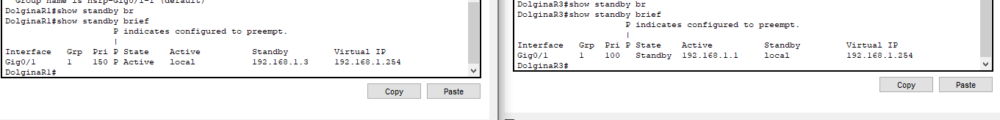 Group name is hsrp-Gig0/1-1 (default)
DolginaR1#show standby br
DolginaR1#show standby brief
P indicates configured to preempt.
|
Interface Grp Pri P State Active Standby Virtual IP
Gig0/1 1 150 P Active local 192.168.1.3 192.168.1.254
DolginaR1#
Copy Paste
DolginaR3#show standby br
DolginaR3#show standby brief
P indicates configured to preempt.
|
Interface Grp Pri P State Active Standby Virtual IP
Gig0/1 1 100 Standby 192.168.1.1 local 192.168.1.254
DolginaR3#
Copy Paste